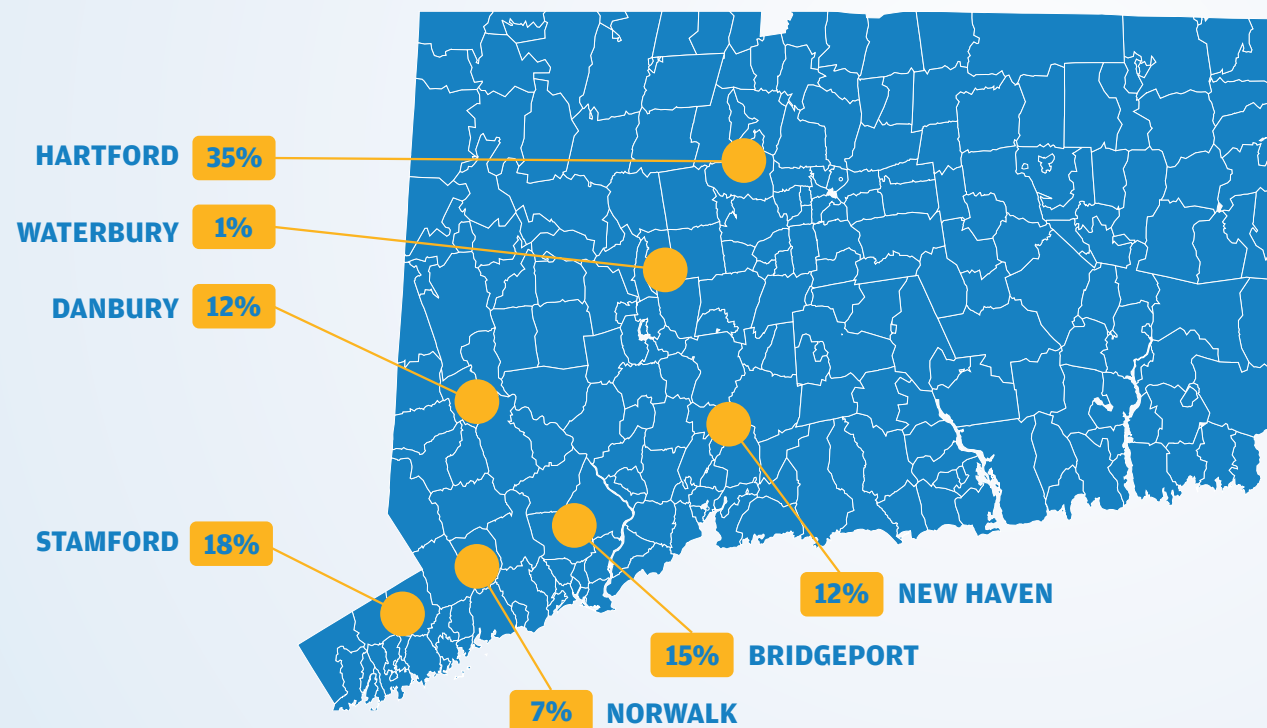 HARTFORD 35%
WATERBURY 1%
DANBURY 12%
STAMFORD 18%
12% NEW HAVEN
15% BRIDGEPORT
7% NORWALK